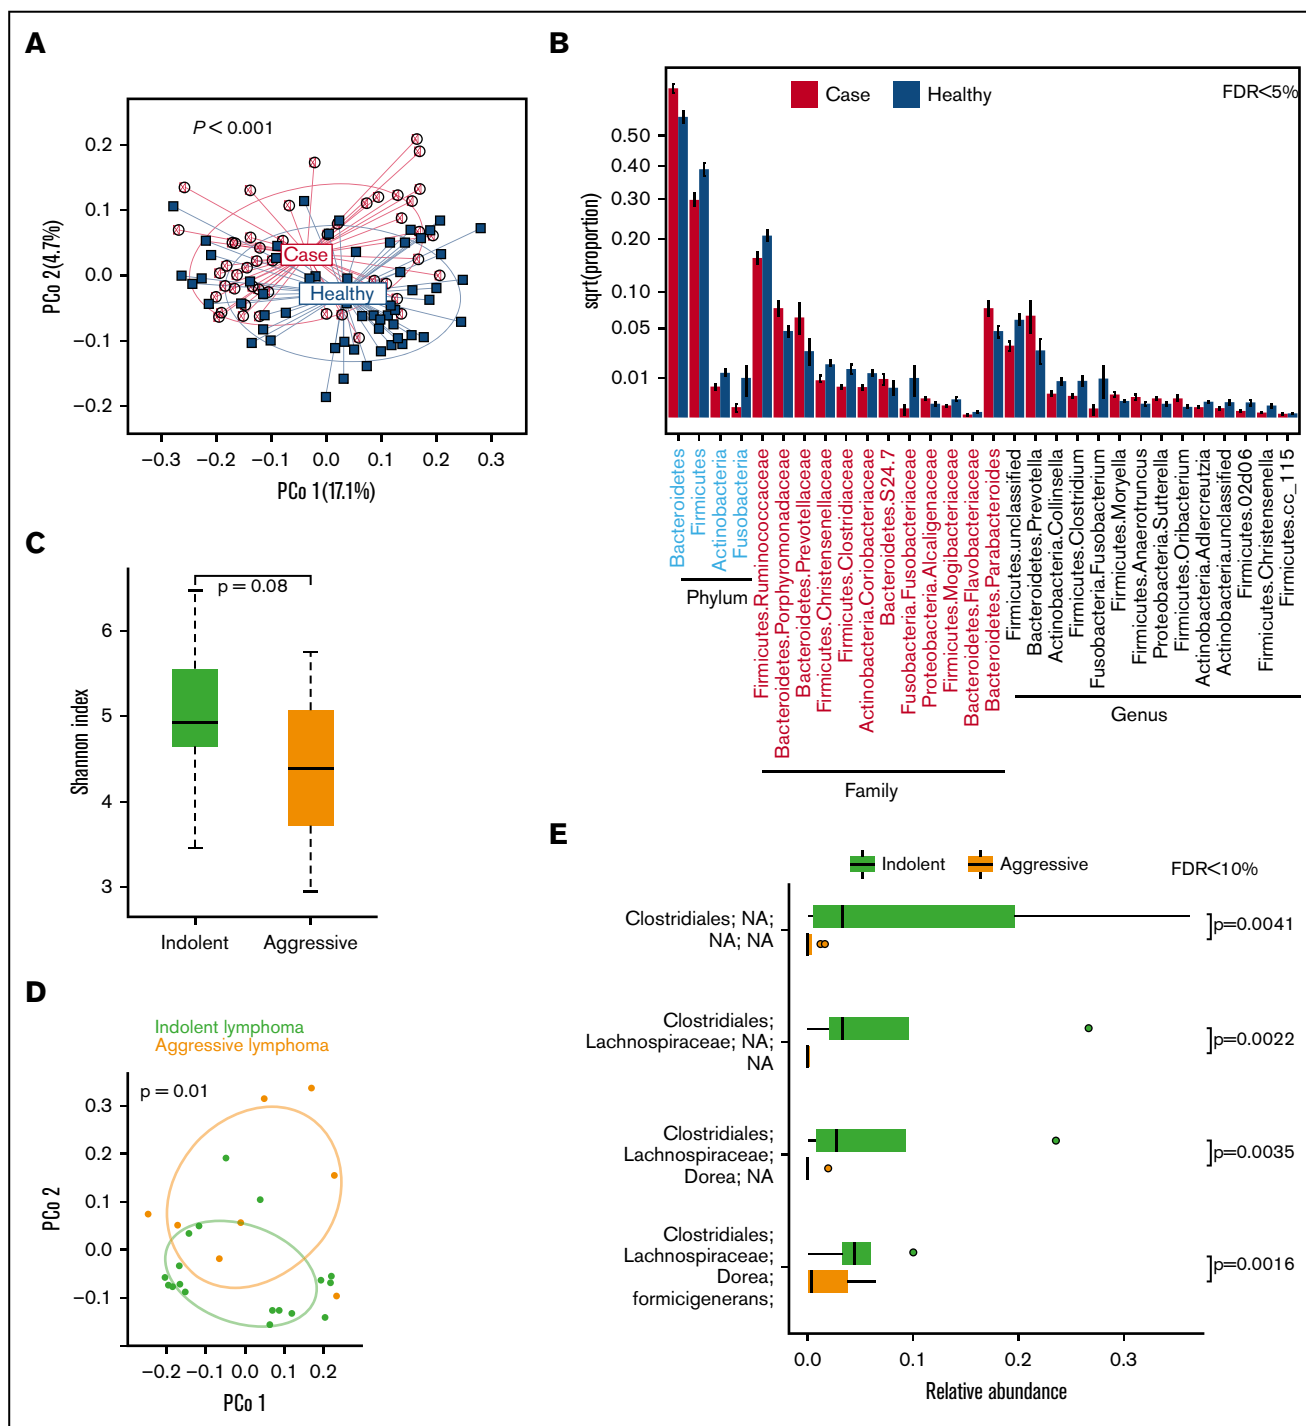 A
P < 0.001
0.2
0.1
0.0
−0.1
−0.2
PCo 2(4.7%)
Case
Healthy
−0.3
−0.2
−0.1
0.0
0.1
0.2
0.3
PCo 1(17.1%)
B
Case
Healthy
FDR<5%
0.50
0.40
0.30
0.20
0.10
0.05
0.01
sqrt(proportion)
Bacteroidetes
Firmicutes
Actinobacteria
Fusobacteria
Phylum
Firmicutes.Ruminococcaceae
Bacteroidetes.Porphyromonadaceae
Bacteroidetes.Prevotellaceae
Firmicutes.Christensenellaceae
Firmicutes.Clostridiaceae
Actinobacteria.Coriobacteriaceae
Bacteroidetes.S24.7
Fusobacteria.Fusobacteriaceae
Proteobacteria.Alcaligenaceae
Firmicutes.Mogibacteriaceae
Bacteroidetes.Flavobacteriaceae
Bacteroidetes.Parabacteroides
Family
Firmicutes.unclassified
Bacteroidetes.Prevotella
Actinobacteria.Collinsella
Firmicutes.Clostridium
Fusobacteria.Fusobacterium
Firmicutes.Moryella
Firmicutes.Anaerotruncus
Proteobacteria.Sutterella
Firmicutes.Oribacterium
Actinobacteria.Adlercreutzia
Actinobacteria.unclassified
Firmicutes.02d06
Firmicutes.Christensenella
Firmicutes.cc_115
Genus
C
p = 0.08
6
5
4
3
Shannon index
Indolent
Aggressive
D
Indolent lymphoma
Aggressive lymphoma
p = 0.01
0.3
0.2
0.1
0.0
−0.1
PCo 2
−0.2
−0.1
0.0
0.1
0.2
PCo 1
E
Indolent
Aggressive
FDR<10%
Clostridiales; NA;
NA; NA
p=0.0041
Clostridiales;
Lachnospiraceae; NA;
NA
p=0.0022
Clostridiales;
Lachnospiraceae;
Dorea; NA
p=0.0035
Clostridiales;
Lachnospiraceae;
Dorea;
formicigenerans;
p=0.0016
0.0
0.1
0.2
0.3
Relative abundance